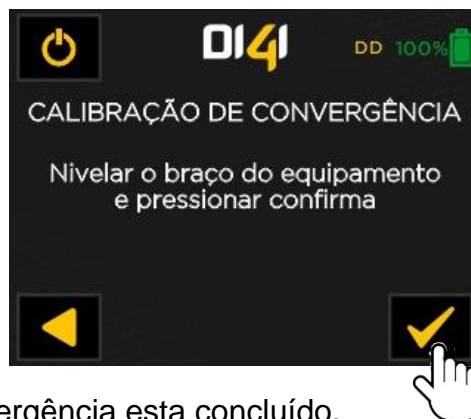 DI4I DD 100%
CALIBRAÇÃO DE CONVERGÊNCIA
Nivelar o braço do equipamento
e pressionar confirma
ergência esta concluído.